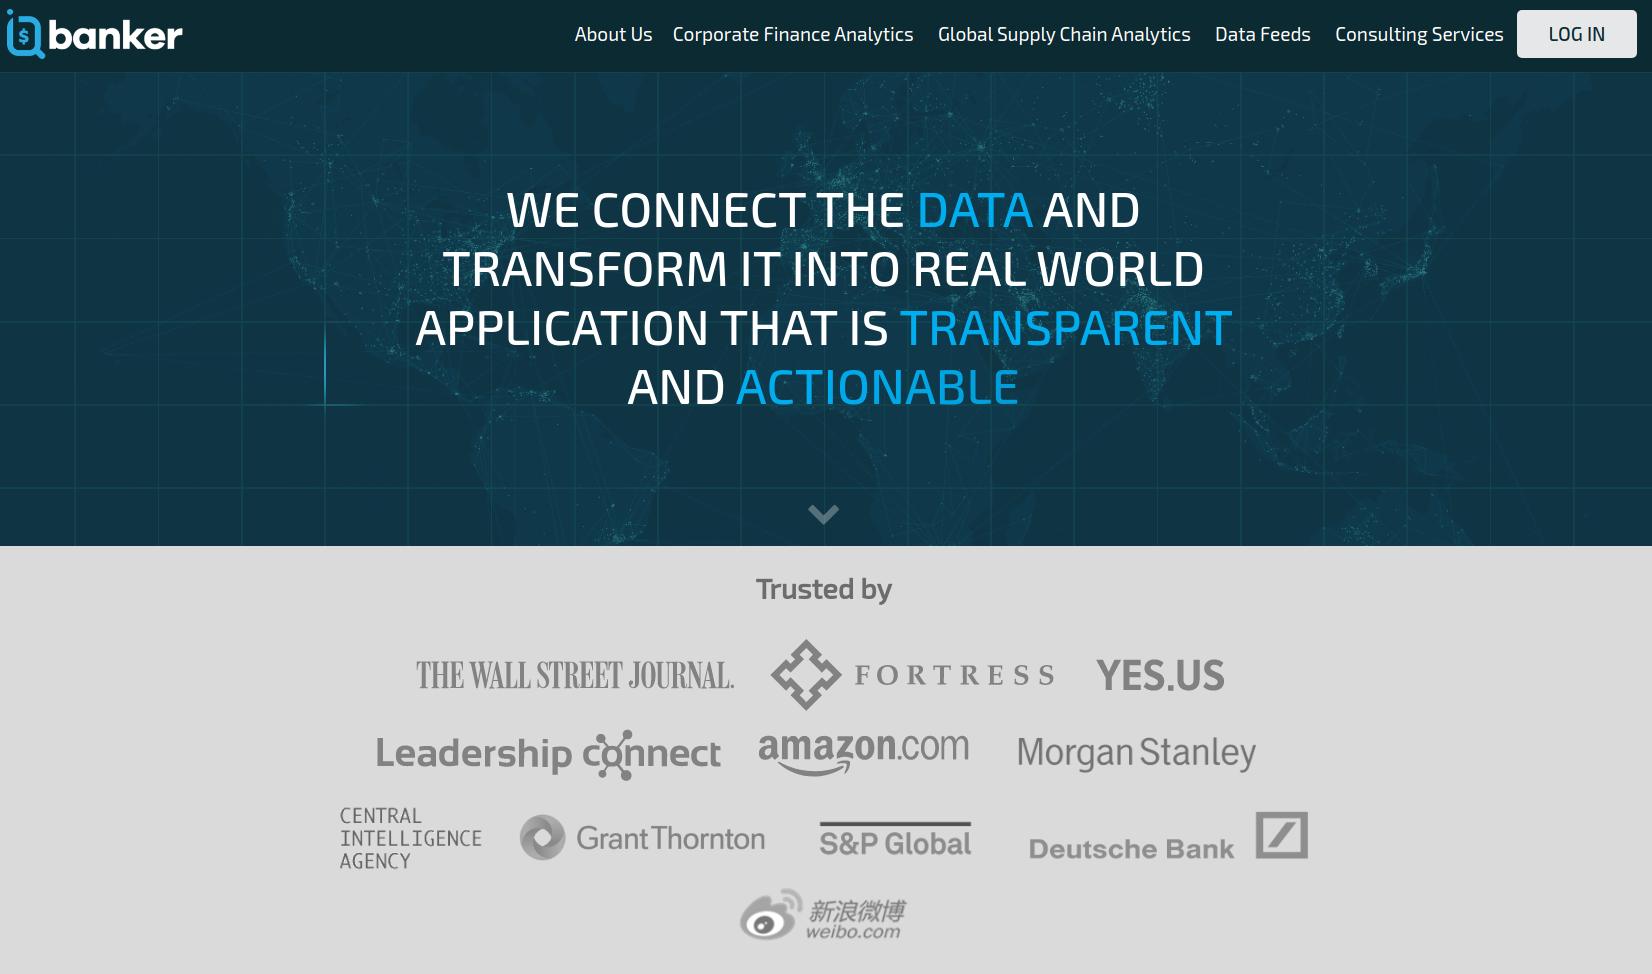 $ banker
About Us Corporate Finance Analytics Global Supply Chain Analytics Data Feeds Consulting Services LOG IN
WE CONNECT THE DATA AND
TRANSFORM IT INTO REAL WORLD
APPLICATION THAT IS TRANSPARENT
AND ACTIONABLE
Trusted by
THE WALL STREET JOURNAL.
FORTRESS
YES.US
Leadership connect
amazon.com
Morgan Stanley
CENTRAL
INTELLIGENCE
AGENCY
Grant Thornton
S&P Global
Deutsche Bank
新浪微博
weibo.com